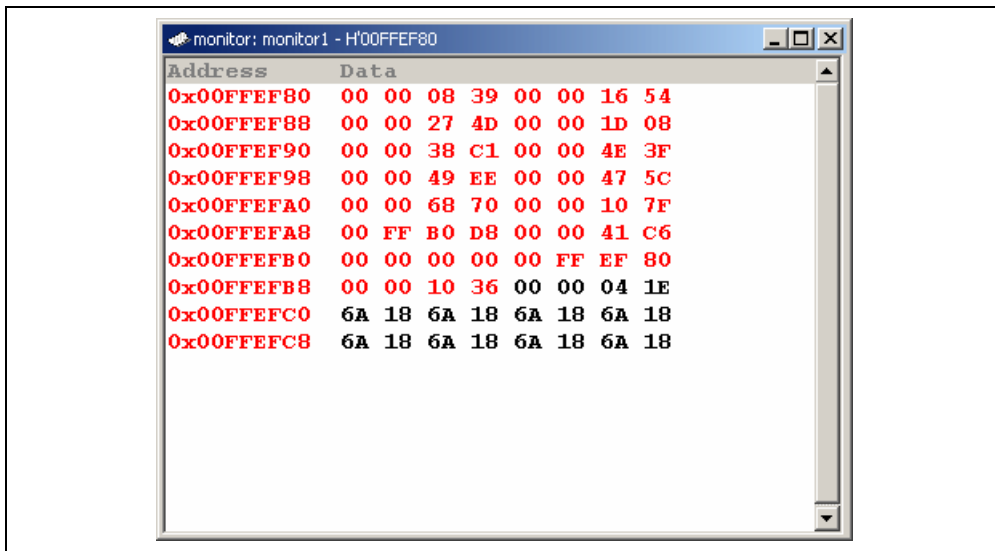 monitor: monitor1 - H'00FFEF80
Address Data
0x00FFEF80 00 00 08 39 00 00 16 54
0x00FFEF88 00 00 27 4D 00 00 1D 08
0x00FFEF90 00 00 38 C1 00 00 4E 3F
0x00FFEF98 00 00 49 EE 00 00 47 5C
0x00FFEFA0 00 00 68 70 00 00 10 7F
0x00FFEFA8 00 FF B0 D8 00 00 41 C6
0x00FFEFB0 00 00 00 00 00 FF EF 80
0x00FFEFB8 00 00 10 36 00 00 04 1E
0x00FFEFC0 6A 18 6A 18 6A 18 6A 18
0x00FFEFC8 6A 18 6A 18 6A 18 6A 18